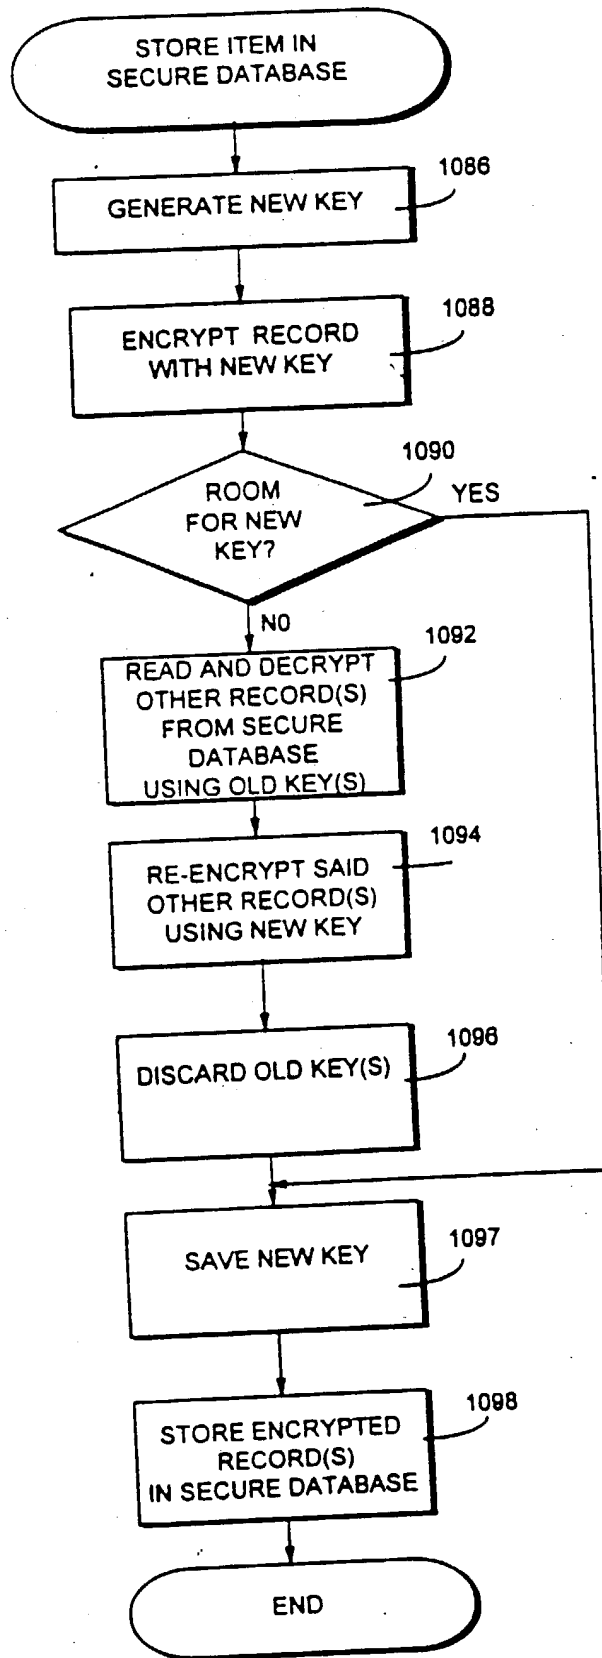 STORE ITEM IN
SECURE DATABASE
1086
GENERATE NEW KEY
1088
ENCRYPT RECORD
WITH NEW KEY
1090
ROOM
FOR NEW
KEY?
YES
NO
1092
READ AND DECRYPT
OTHER RECORD(S)
FROM SECURE
DATABASE
USING OLD KEY(S)
1094
RE-ENCRYPT SAID
OTHER RECORD(S)
USING NEW KEY
1096
DISCARD OLD KEY(S)
SAVE NEW KEY
1097
1098
STORE ENCRYPTED
RECORD(S)
IN SECURE DATABASE
END